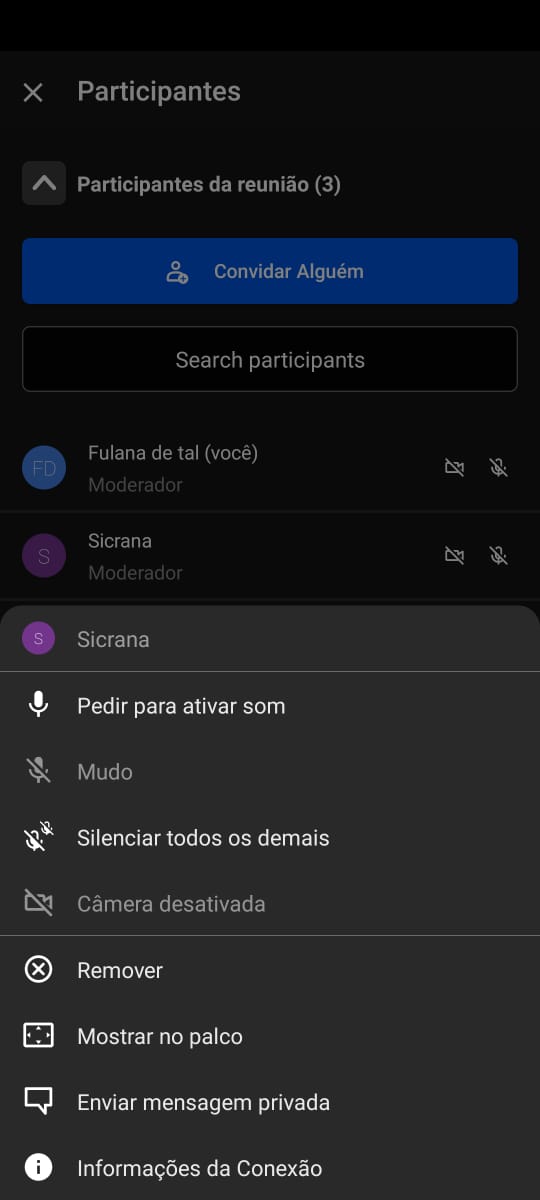 Participantes
Participantes da reunião (3)
Convidar Alguém
Search participants
FD
Fulana de tal (você)
Moderador
S
Sicrana
Moderador
S
Sicrana
Pedir para ativar som
Mudo
Silenciar todos os demais
Câmera desativada
Remover
Mostrar no palco
Enviar mensagem privada
Informações da Conexão